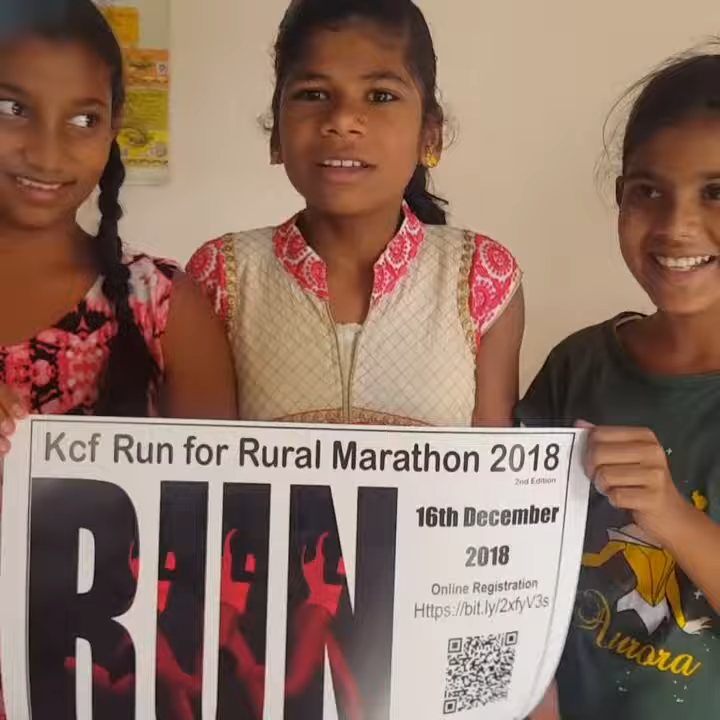 Kcf Run for Rural Marathon 2018
2nd Edition
RUN
16th December
2018
Online Registration
Https://bit.ly/2xfyV3s
Aurora